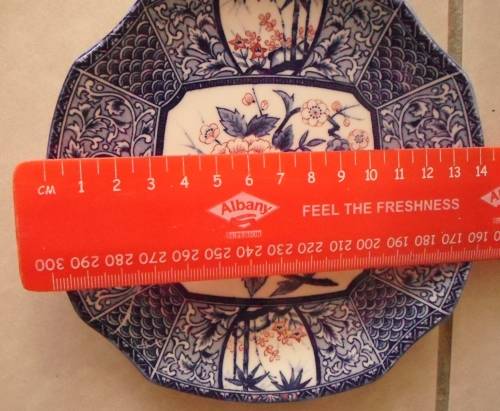 CM 1 2 3 4 5 6 7 8 9 10 11 12 13 14
Albany
SUPERIOR
FEEL THE FRESHNESS
300 290 280 270 260 250 240 230 220 210 200 190 180 170 160